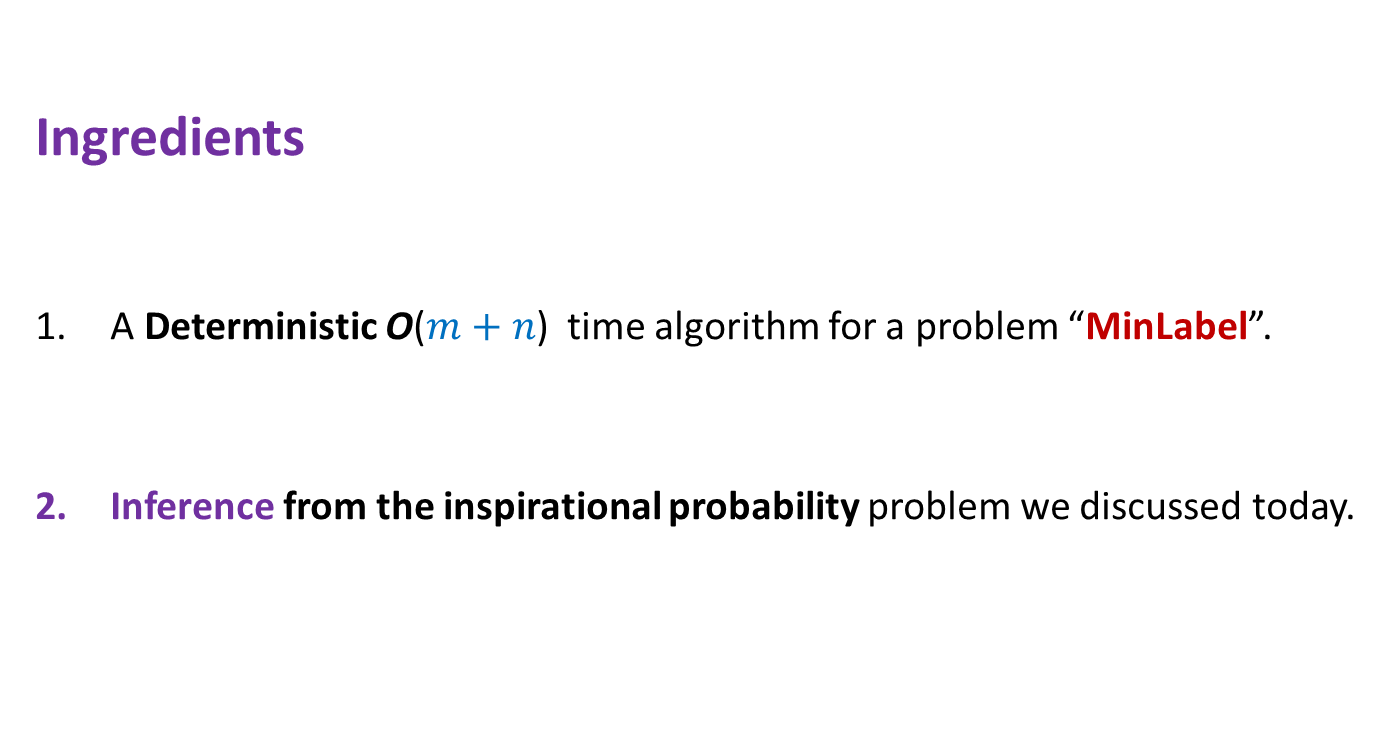 Ingredients
1. A Deterministic O(m + n) time algorithm for a problem “MinLabel”.
2. Inference from the inspirational probability problem we discussed today.